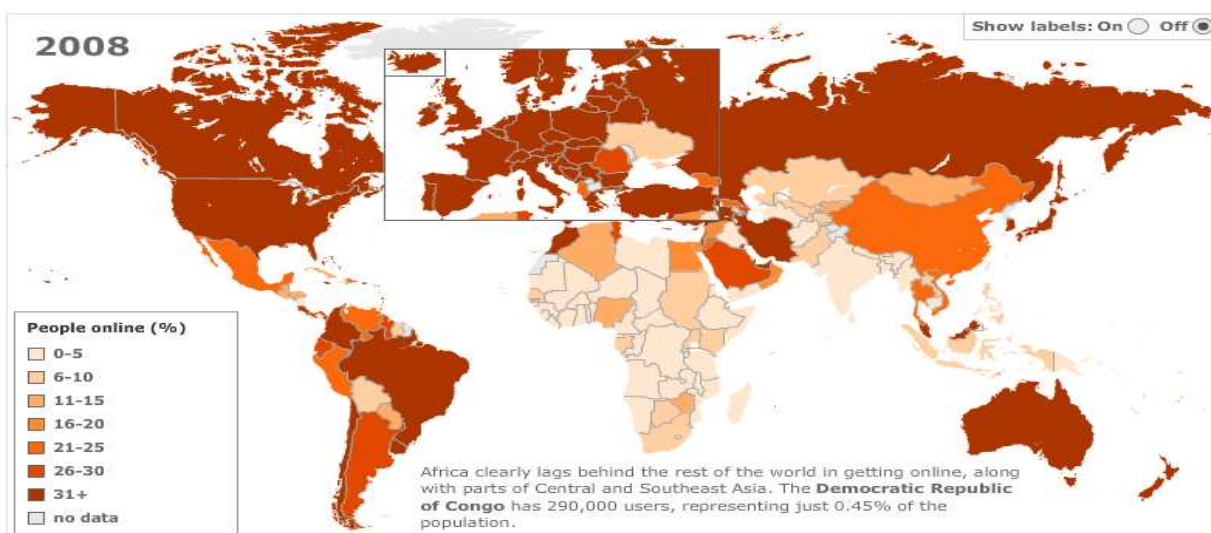 2008
Show labels: On Off
People online (%)
0-5
6-10
11-15
16-20
21-25
26-30
31+
no data
Africa clearly lags behind the rest of the world in getting online, along
with parts of Central and Southeast Asia. The Democratic Republic
of Congo has 290,000 users, representing just 0.45% of the
population.